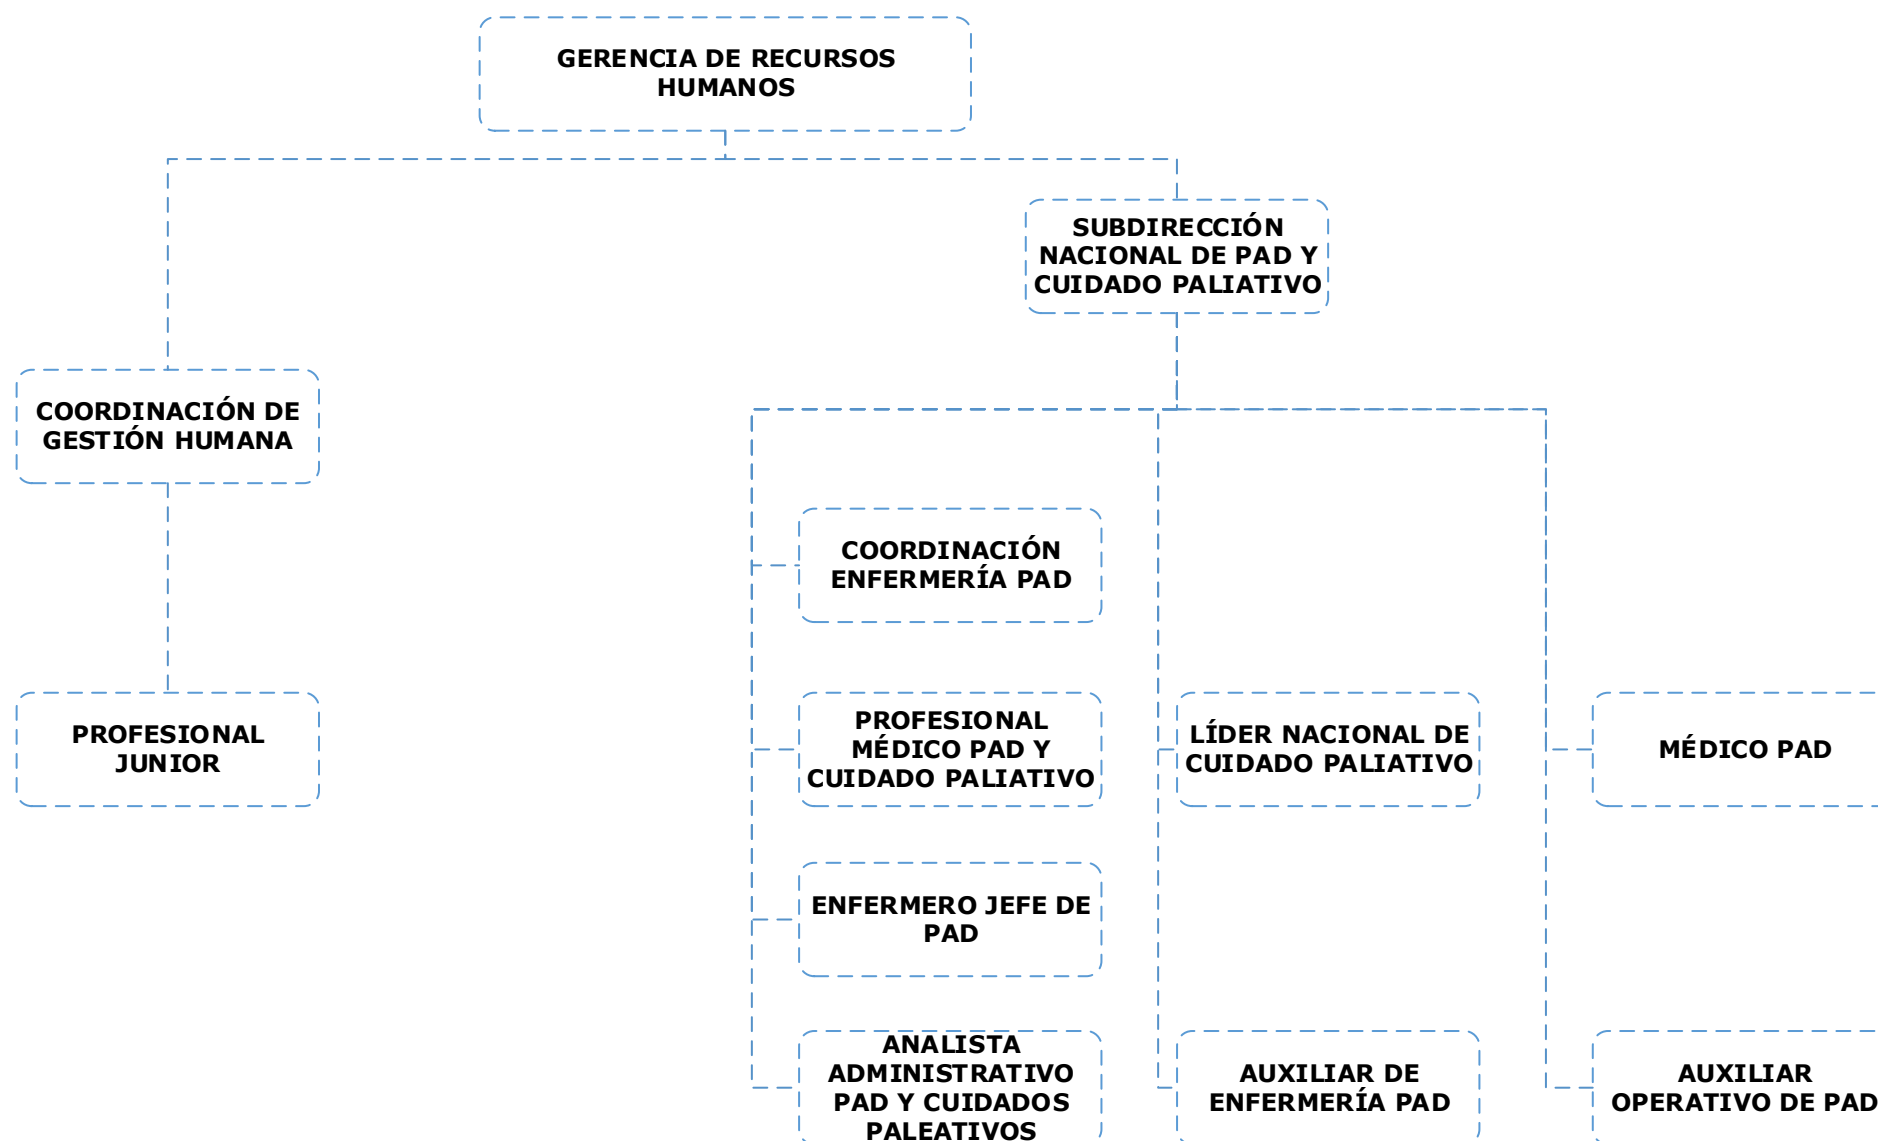 GERENCIA DE RECURSOS
HUMANOS
SUBDIRECCIÓN
NACIONAL DE PAD Y
CUIDADO PALIATIVO
COORDINACIÓN DE
GESTIÓN HUMANA
COORDINACIÓN
ENFERMERÍA PAD
PROFESIONAL
JUNIOR
PROFESIONAL
MÉDICO PAD Y
CUIDADO PALIATIVO
LÍDER NACIONAL DE
CUIDADO PALIATIVO
MÉDICO PAD
ENFERMERO JEFE DE
PAD
ANALISTA
ADMINISTRATIVO
PAD Y CUIDADOS
PALEATIVOS
AUXILIAR DE
ENFERMERÍA PAD
AUXILIAR
OPERATIVO DE PAD